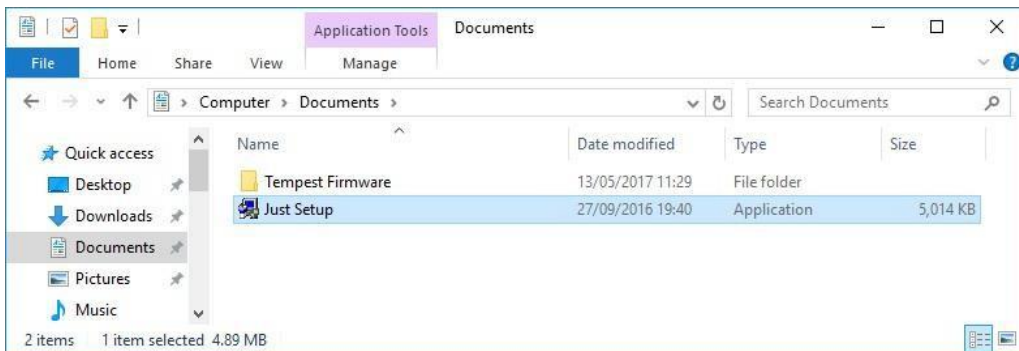 Application Tools Documents
File Home Share View Manage ?
Computer > Documents > Search Documents
Quick access Name Date modified Type Size
Desktop Tempest Firmware 13/05/2017 11:29 File folder
Downloads Just Setup 27/09/2016 19:40 Application 5,014 KB
Documents
Pictures
Music
2 items 1 item selected 4.89 MB